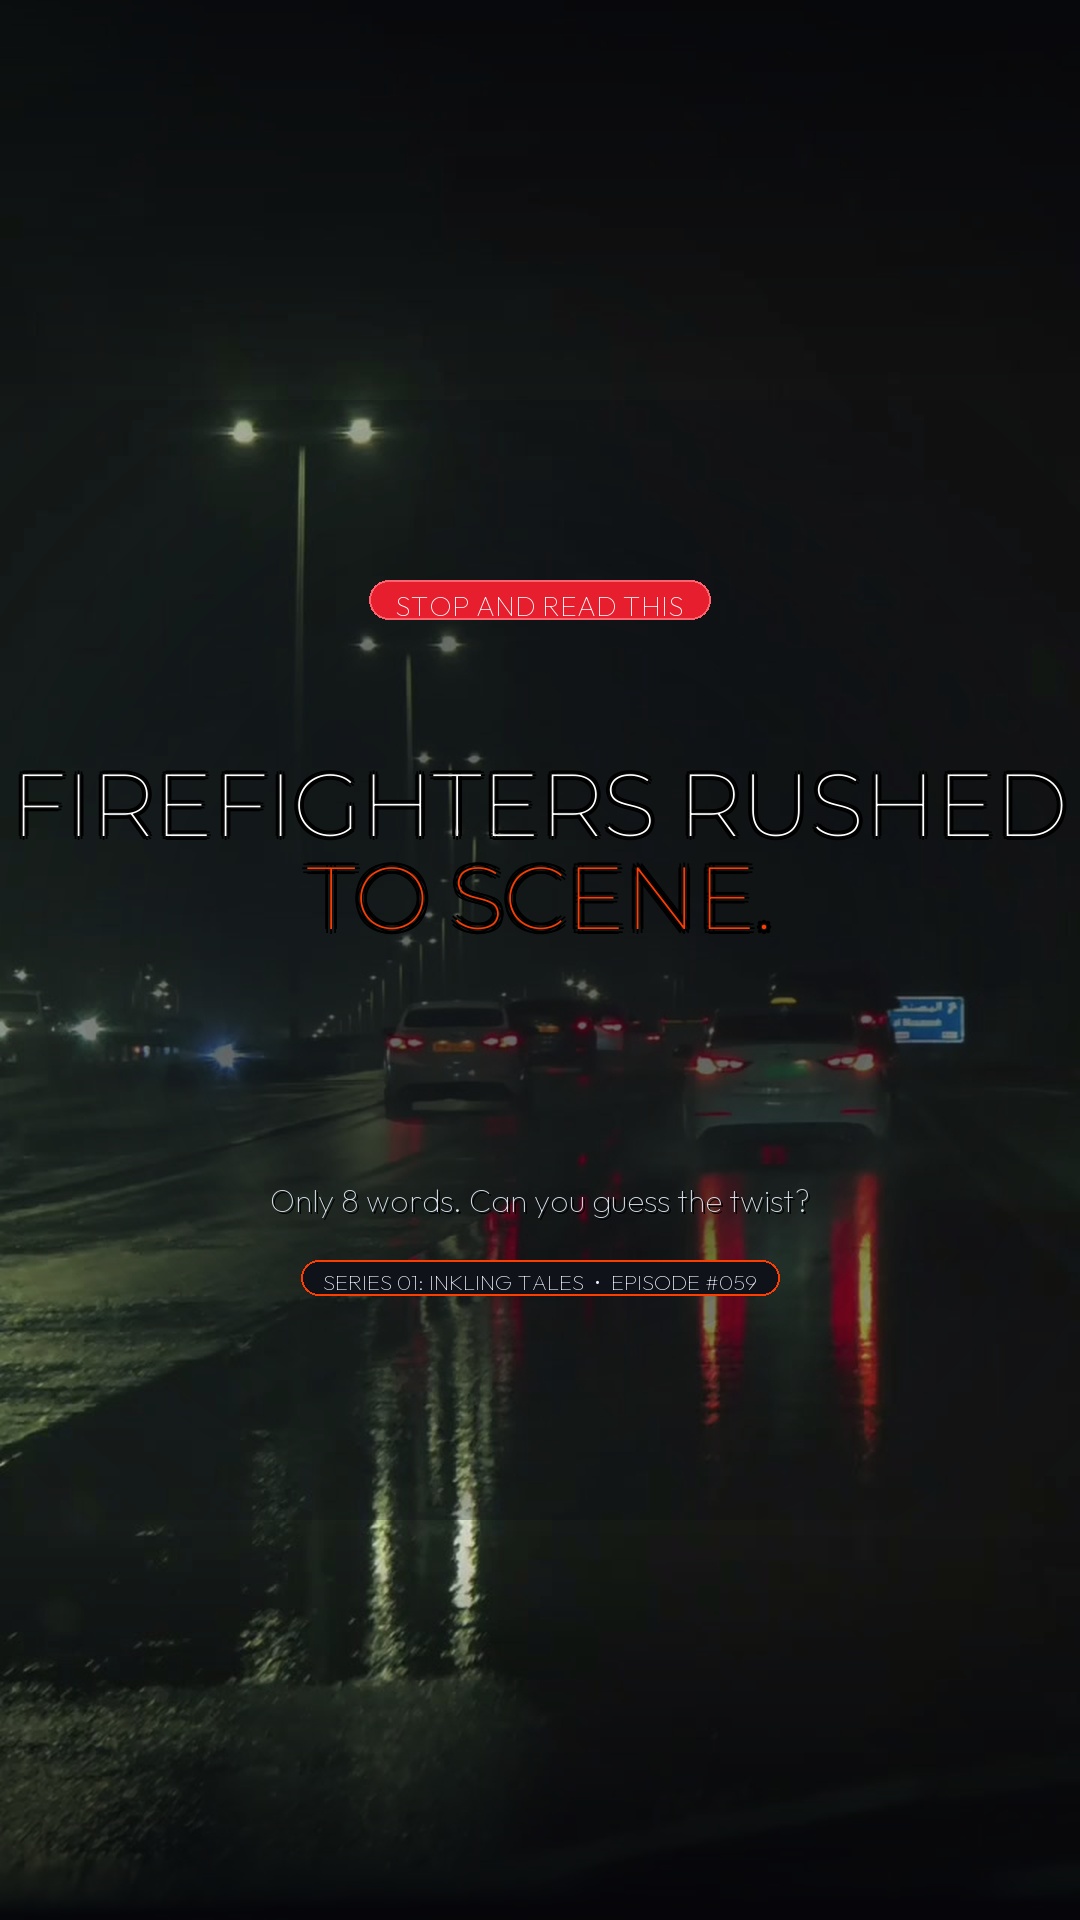 STOP AND READ THIS
FIREFIGHTERS RUSHED
TO SCENE.
المصنعة
Only 8 words. Can you guess the twist?
SERIES 01: INKLING TALES • EPISODE #059